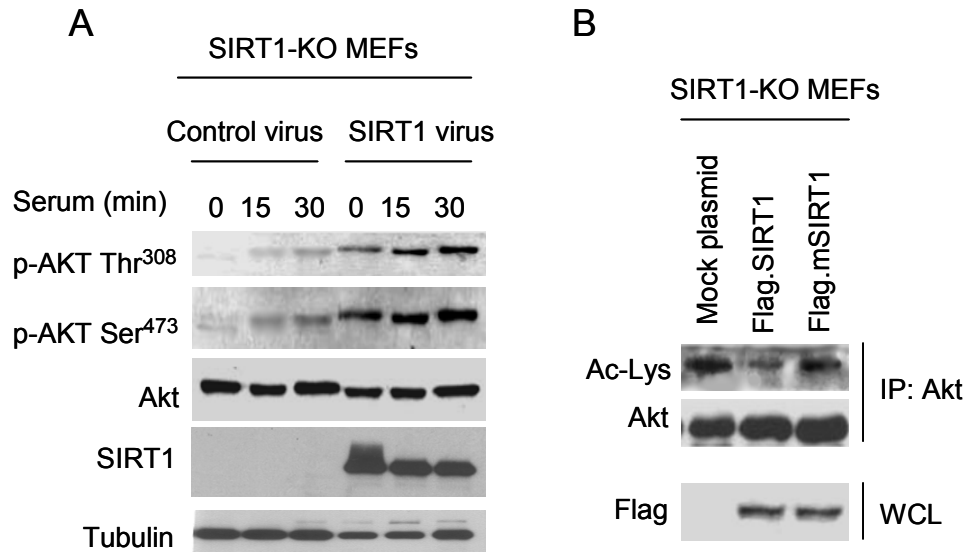 A
SIRT1-KO MEFs
Control virus SIRT1 virus
Serum (min) 0 15 30 0 15 30
p-AKT Thr308
p-AKT Ser473
Akt
SIRT1
Tubulin
B
SIRT1-KO MEFs
Mock plasmid
Flag.SIRT1
Flag.mSIRT1
Ac-Lys
Akt
IP: Akt
Flag
WCL